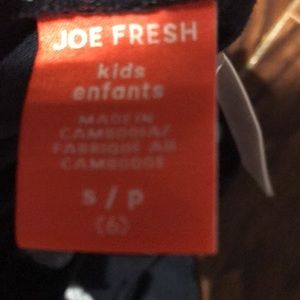 JOE FRESH
kids
enfants
MADE IN
CAMBODIA/
FABRIQUÉ AU
CAMBODGE
s / p
(6)